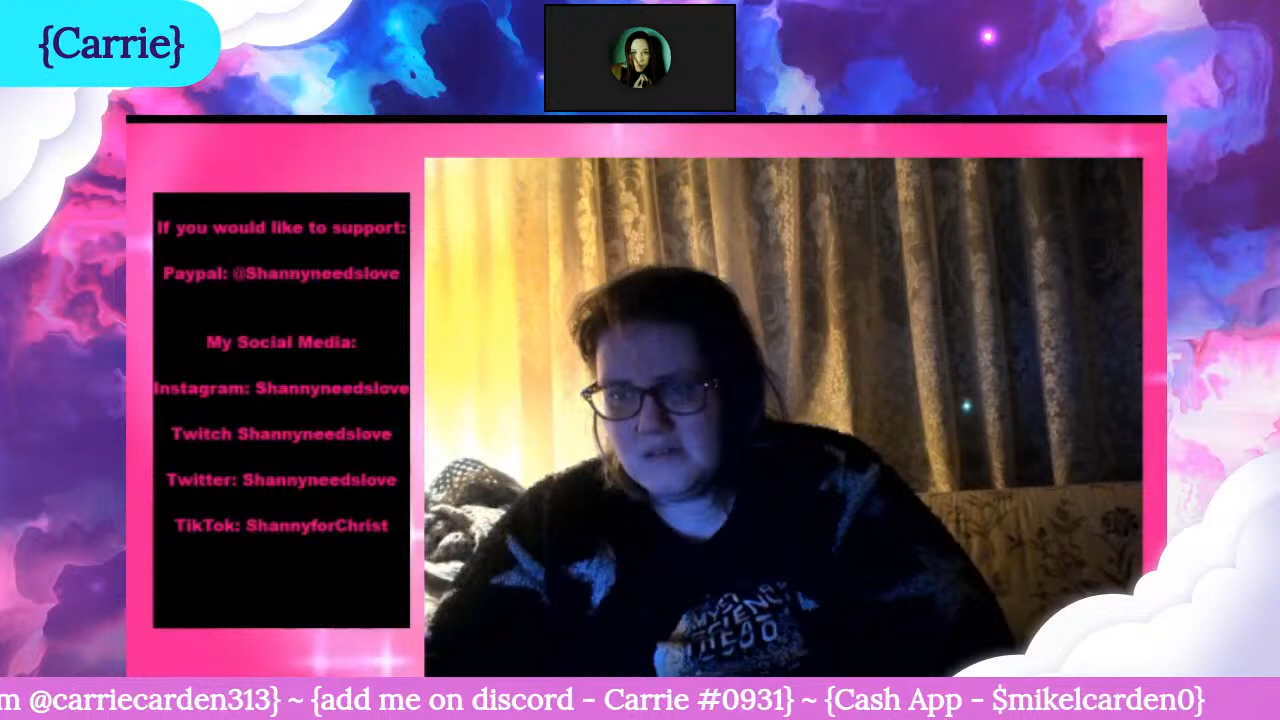 {Carrie}
If you would like to support:
Paypal: @Shannyneedslove
My Social Media:
Instagram: Shannyneedslove
Twitch Shannyneedslove
Twitter: Shannyneedslove
TikTok: ShannyforChrist
m @carriecarden313} ~ {add me on discord - Carrie #0931} ~ {Cash App - $mikelcarden0}